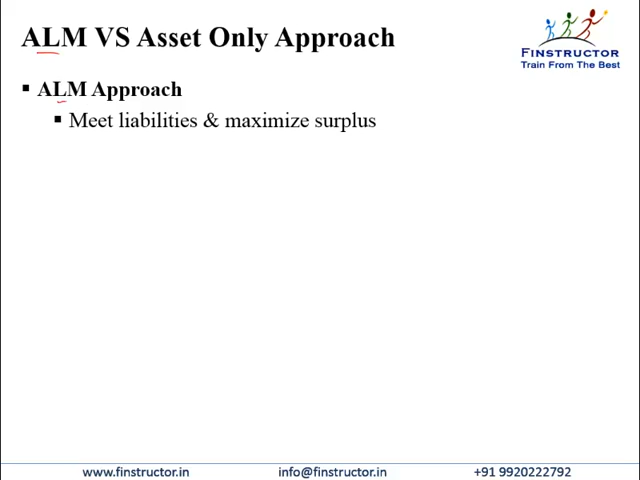 ALM VS Asset Only Approach
FINSTRUCTOR
Train From The Best
▪ ALM Approach
▪ Meet liabilities & maximize surplus
www.finstructor.in
info@finstructor.in
+91 9920222792